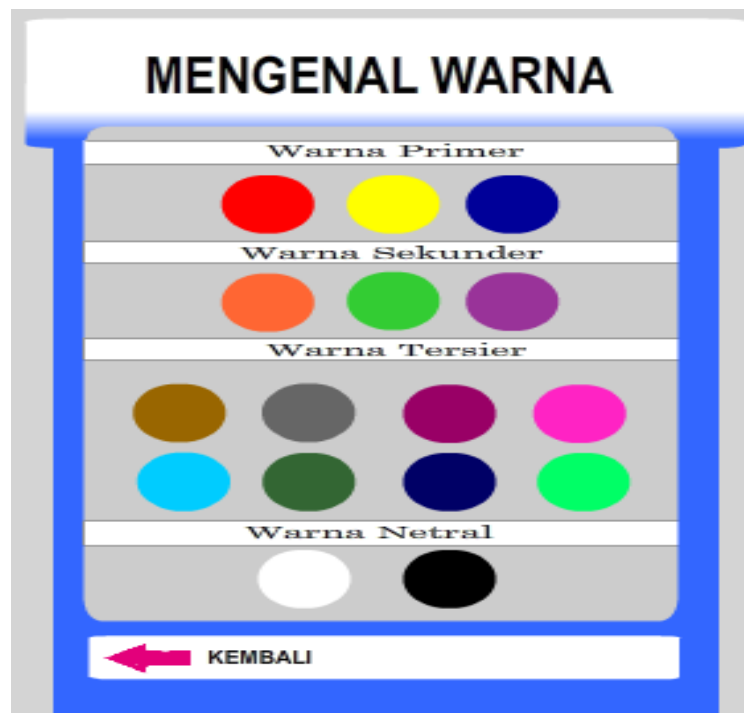 MENGENAL WARNA
Warna Primer
Warna Sekunder
Warna Tersier
Warna Netral
KEMBALI